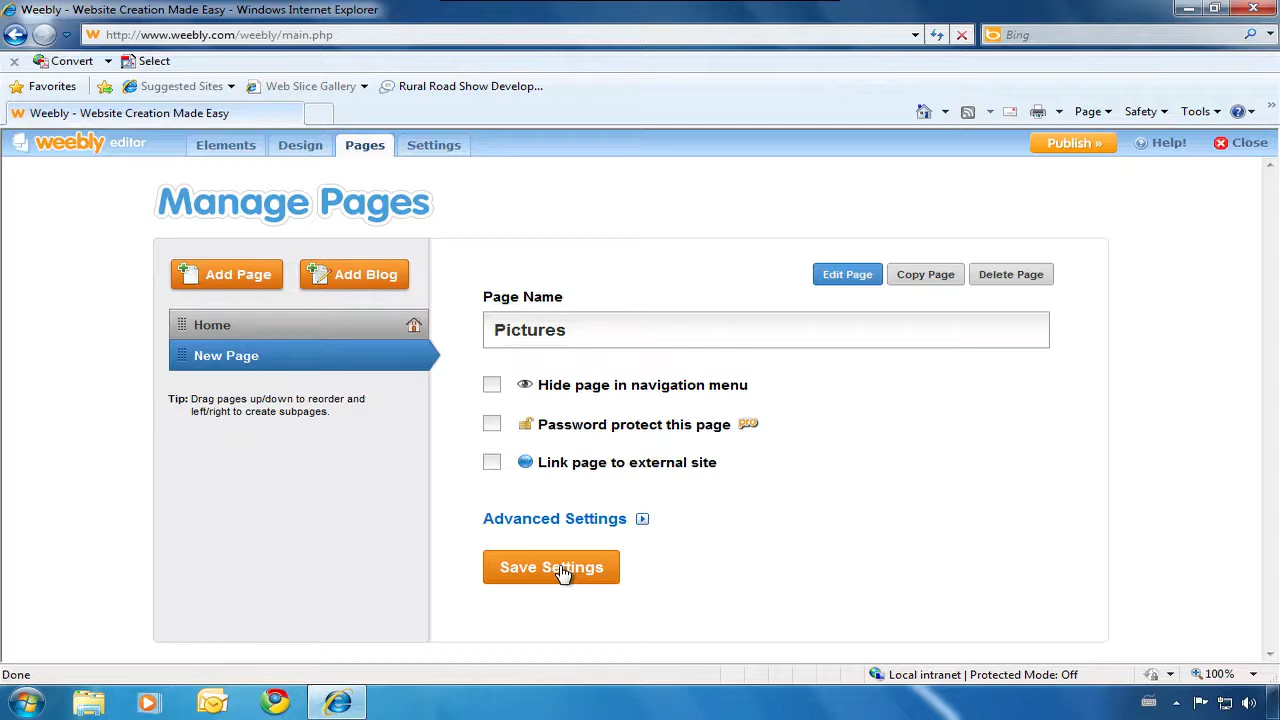 Weebly - Website Creation Made Easy - Windows Internet Explorer
http://www.weebly.com/weebly/main.php
Bing
Convert
Select
Favorites
Suggested Sites
Web Slice Gallery
Rural Road Show Develop...
Weebly - Website Creation Made Easy
Page
Safety
Tools
weebly editor
Elements
Design
Pages
Settings
Publish »
Help!
Close
Manage Pages
Add Page
Add Blog
Edit Page
Copy Page
Delete Page
Page Name
Home
Pictures
New Page
Hide page in navigation menu
Tip: Drag pages up/down to reorder and
left/right to create subpages.
Password protect this page pro
Link page to external site
Advanced Settings
Save Settings
Done
Local intranet | Protected Mode: Off
100%